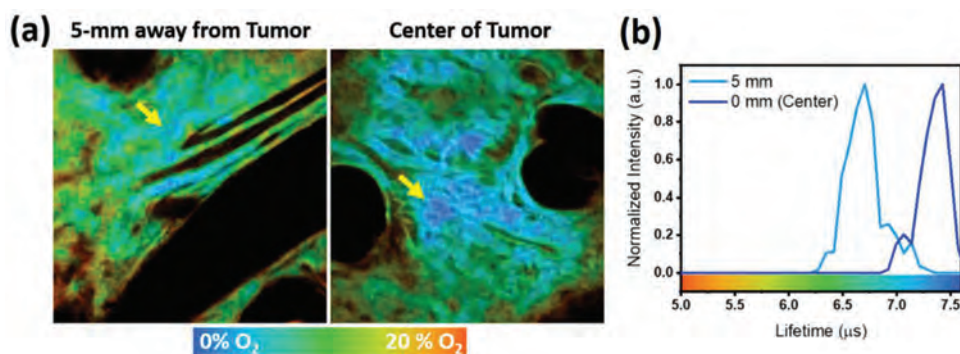 (a)
5-mm away from Tumor
Center of Tumor
0% O₂
20 % O₂
(b)
Normalized Intensity (a.u.)
1.0
0.8
0.6
0.4
0.2
0.0
5 mm
0 mm (Center)
5.0 5.5 6.0 6.5 7.0 7.5
Lifetime (μs)